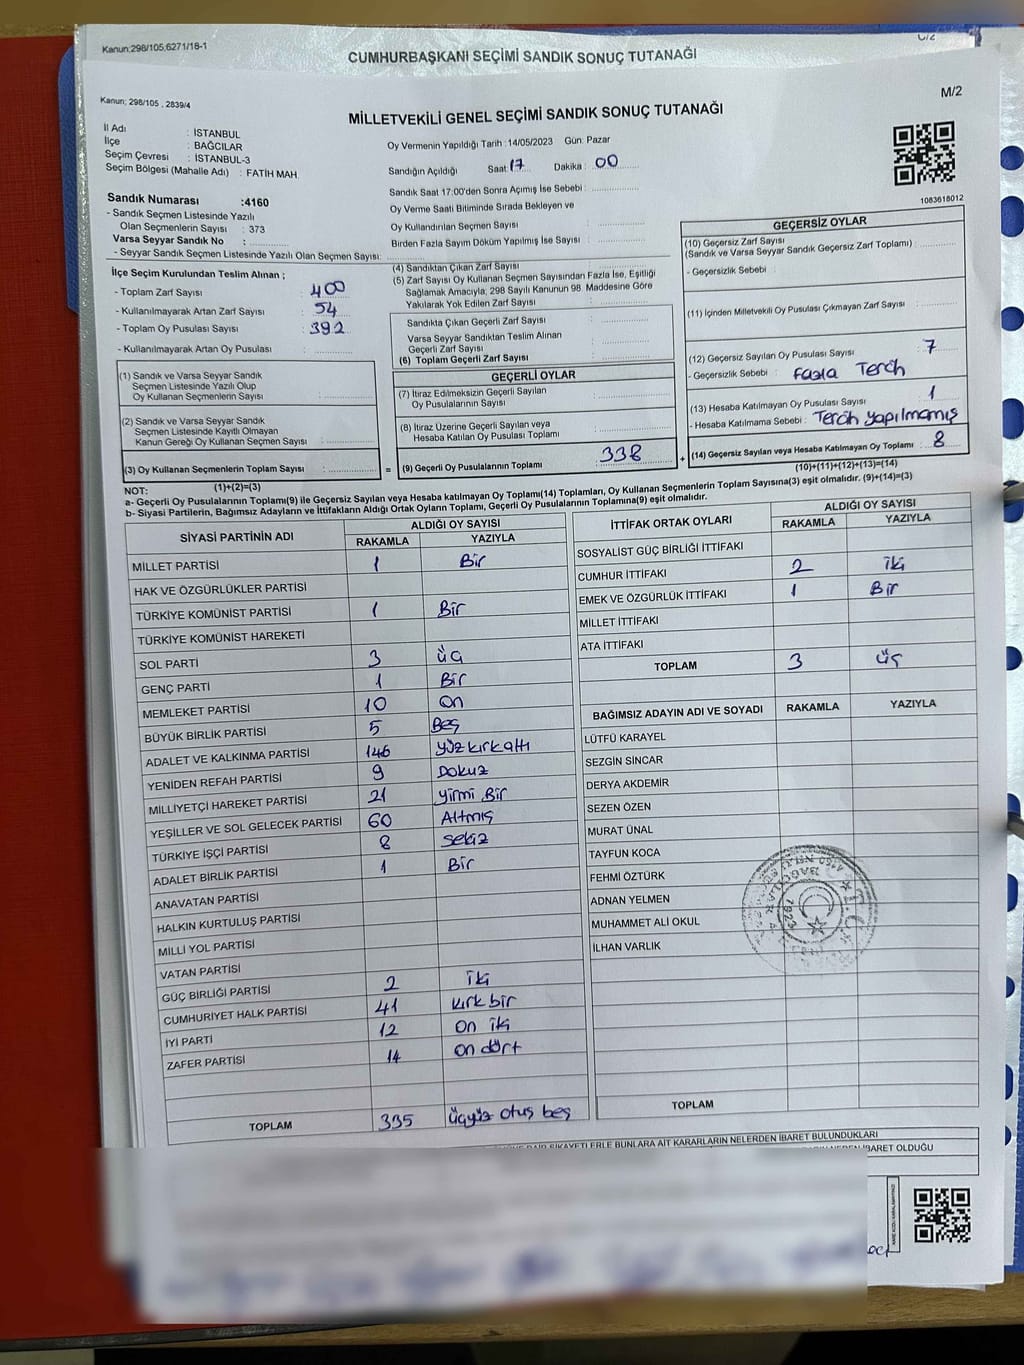 Kanun:298/105,6271/18-1
CUMHURBAŞKANI SEÇİMİ SANDIK SONUÇ TUTANAĞI
Kanun; 298/105 , 2839/4
M/2
MİLLETVEKİLİ GENEL SEÇİMİ SANDIK SONUÇ TUTANAĞI
İl Adı : İSTANBUL
İlçe : BAĞCILAR
Seçim Çevresi : İSTANBUL-3
Seçim Bölgesi (Mahalle Adı) : FATİH MAH.
Oy Vermenin Yapıldığı Tarih :14/05/2023 Gün: Pazar
Sandığın Açıldığı Saat 17 Dakika : 00
Sandık Saat 17:00'den Sonra Açımış İse Sebebi :
Oy Verme Saati Bitiminde Sırada Bekleyen ve
Oy Kullandırılan Seçmen Sayısı :
Birden Fazla Sayım Döküm Yapılmış İse Sayısı :
1083618012
Sandık Numarası :4160
- Sandık Seçmen Listesinde Yazılı
Olan Seçmenlerin Sayısı : 373
Varsa Seyyar Sandık No :
- Seyyar Sandık Seçmen Listesinde Yazılı Olan Seçmen Sayısı:
İlçe Seçim Kurulundan Teslim Alınan ;
- Toplam Zarf Sayısı : 400
- Kullanılmayarak Artan Zarf Sayısı : 54
- Toplam Oy Pusulası Sayısı : 392
- Kullanılmayarak Artan Oy Pusulası :
(1) Sandık ve Varsa Seyyar Sandık
Seçmen Listesinde Yazılı Olup
Oy Kullanan Seçmenlerin Sayısı :
(2) Sandık ve Varsa Seyyar Sandık
Seçmen Listesinde Kayıtlı Olmayan
Kanun Gereği Oy Kullanan Seçmen Sayısı :
(3) Oy Kullanan Seçmenlerin Toplam Sayısı :
(1)+(2)=(3)
(4) Sandıktan Çıkan Zarf Sayısı :
(5) Zarf Sayısı Oy Kullanan Seçmen Sayısından Fazla İse, Eşitliği
Sağlamak Amacıyla; 298 Sayılı Kanunun 98. Maddesine Göre
Yakılarak Yok Edilen Zarf Sayısı :
Sandıkta Çıkan Geçerli Zarf Sayısı :
Varsa Seyyar Sandıktan Teslim Alınan
Geçerli Zarf Sayısı :
(6) Toplam Geçerli Zarf Sayısı :
GEÇERLİ OYLAR
(7) İtiraz Edilmeksizin Geçerli Sayılan
Oy Pusulalarının Sayısı :
(8) İtiraz Üzerine Geçerli Sayılan veya
Hesaba Katılan Oy Pusulası Toplamı :
= (9) Geçerli Oy Pusulalarının Toplamı : 338
GEÇERSİZ OYLAR
(10) Geçersiz Zarf Sayısı
(Sandık ve Varsa Seyyar Sandık Geçersiz Zarf Toplamı) :
- Geçersizlik Sebebi :
(11) İçinden Milletvekili Oy Pusulası Çıkmayan Zarf Sayısı :
(12) Geçersiz Sayılan Oy Pusulası Sayısı : 7
- Geçersizlik Sebebi : Fazla Tercih
(13) Hesaba Katılmayan Oy Pusulası Sayısı : 1
- Hesaba Katılmama Sebebi : Tercih yapılmamış
+ (14) Geçersiz Sayılan veya Hesaba Katılmayan Oy Toplamı : 8
(10)+(11)+(12)+(13)=(14)
NOT:
a- Geçerli Oy Pusulalarının Toplamı(9) ile Geçersiz Sayılan veya Hesaba katılmayan Oy Toplamı(14) Toplamları, Oy Kullanan Seçmenlerin Toplam Sayısına(3) eşit olmalıdır. (9)+(14)=(3)
b- Siyasi Partilerin, Bağımsız Adayların ve İttifakların Aldığı Ortak Oyların Toplamı, Geçerli Oy Pusulalarının Toplamına(9) eşit olmalıdır.
SİYASİ PARTİNİN ADI ALDIĞI OY SAYISI
RAKAMLA YAZIYLA
MİLLET PARTİSİ 1 Bir
HAK VE ÖZGÜRLÜKLER PARTİSİ
TÜRKİYE KOMÜNİST PARTİSİ 1 Bir
TÜRKİYE KOMÜNİST HAREKETİ
SOL PARTİ 3 üç
GENÇ PARTİ 1 Bir
MEMLEKET PARTİSİ 10 on
BÜYÜK BİRLİK PARTİSİ 5 Beş
ADALET VE KALKINMA PARTİSİ 146 yüz kırk altı
YENİDEN REFAH PARTİSİ 9 Dokuz
MİLLİYETÇİ HAREKET PARTİSİ 21 yirmi Bir
YEŞİLLER VE SOL GELECEK PARTİSİ 60 Altmış
TÜRKİYE İŞÇİ PARTİSİ 8 sekiz
ADALET BİRLİK PARTİSİ 1 Bir
ANAVATAN PARTİSİ
HALKIN KURTULUŞ PARTİSİ
MİLLİ YOL PARTİSİ
VATAN PARTİSİ
GÜÇ BİRLİĞİ PARTİSİ 2 iki
CUMHURİYET HALK PARTİSİ 41 kırk bir
İYİ PARTİ 12 on iki
ZAFER PARTİSİ 14 on dört
TOPLAM 335 üçyüz otuz beş
İTTİFAK ORTAK OYLARI ALDIĞI OY SAYISI
RAKAMLA YAZIYLA
SOSYALİST GÜÇ BİRLİĞİ İTTİFAKI
CUMHUR İTTİFAKI 2 iki
EMEK VE ÖZGÜRLÜK İTTİFAKI 1 Bir
MİLLET İTTİFAKI
ATA İTTİFAKI
TOPLAM 3 üç
BAĞIMSIZ ADAYIN ADI VE SOYADI RAKAMLA YAZIYLA
LÜTFÜ KARAYEL
SEZGİN SİNCAR
DERYA AKDEMİR
SEZEN ÖZEN
MURAT ÜNAL
TAYFUN KOCA
FEHMİ ÖZTÜRK
ADNAN YELMEN
MUHAMMET ALİ OKUL
İLHAN VARLIK
TOPLAM
ŞİKAYETLERLE BUNLARA AİT KARARLARIN NELERDEN İBARET BULUNDUKLARI
İBARET OLDUĞU